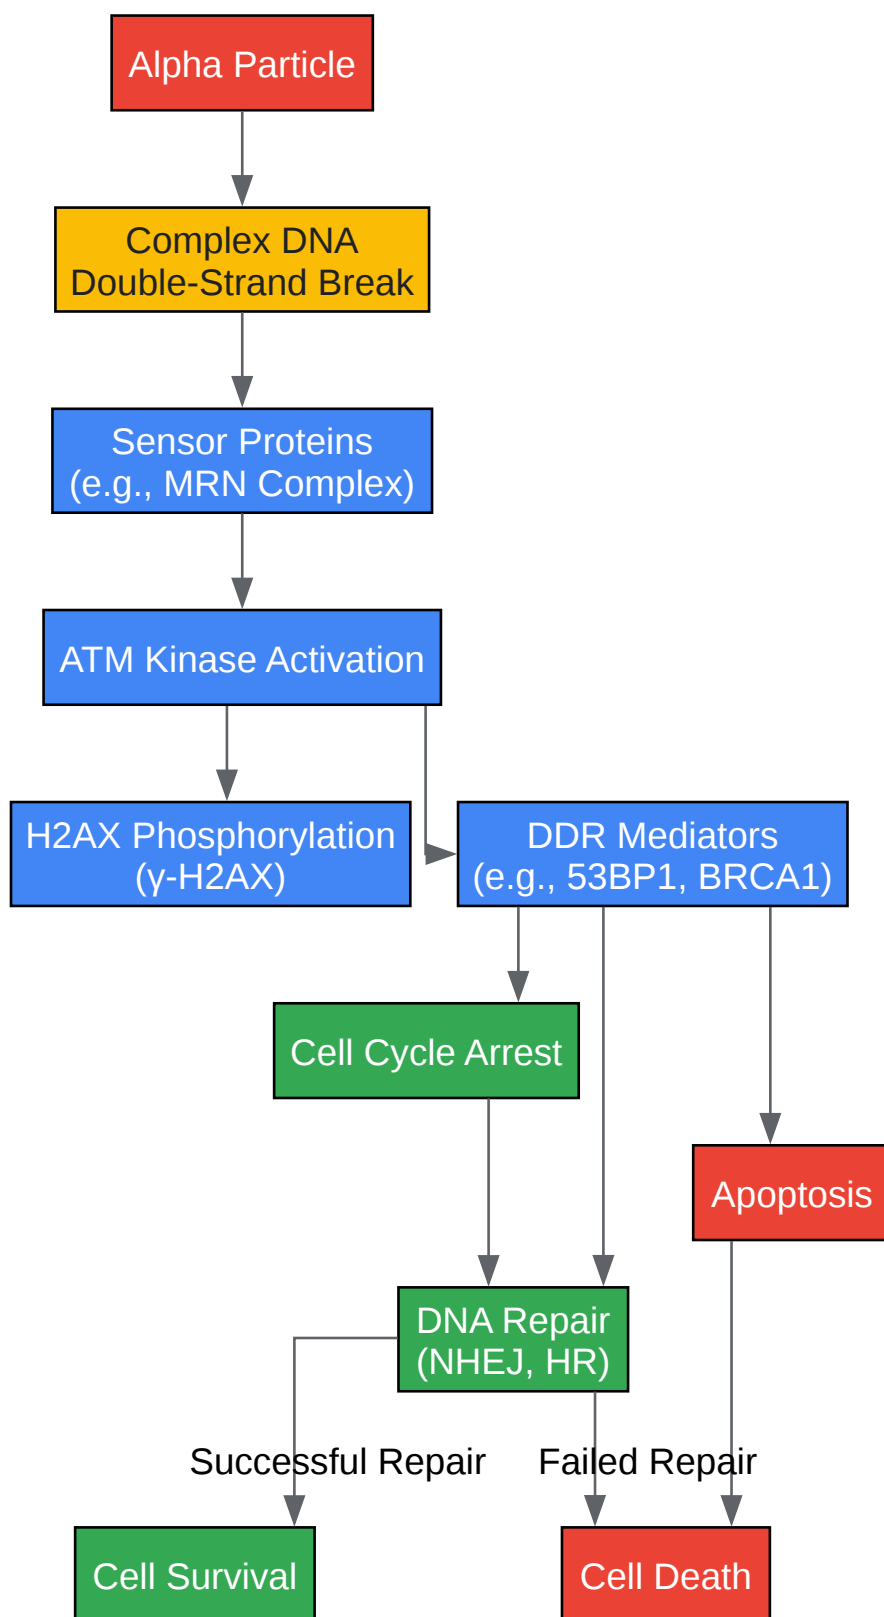 Alpha Particle
Complex DNA
Double-Strand Break
Sensor Proteins
(e.g., MRN Complex)
ATM Kinase Activation
H2AX Phosphorylation
(γ-H2AX)
DDR Mediators
(e.g., 53BP1, BRCA1)
Cell Cycle Arrest
Apoptosis
DNA Repair
(NHEJ, HR)
Successful Repair
Failed Repair
Cell Survival
Cell Death